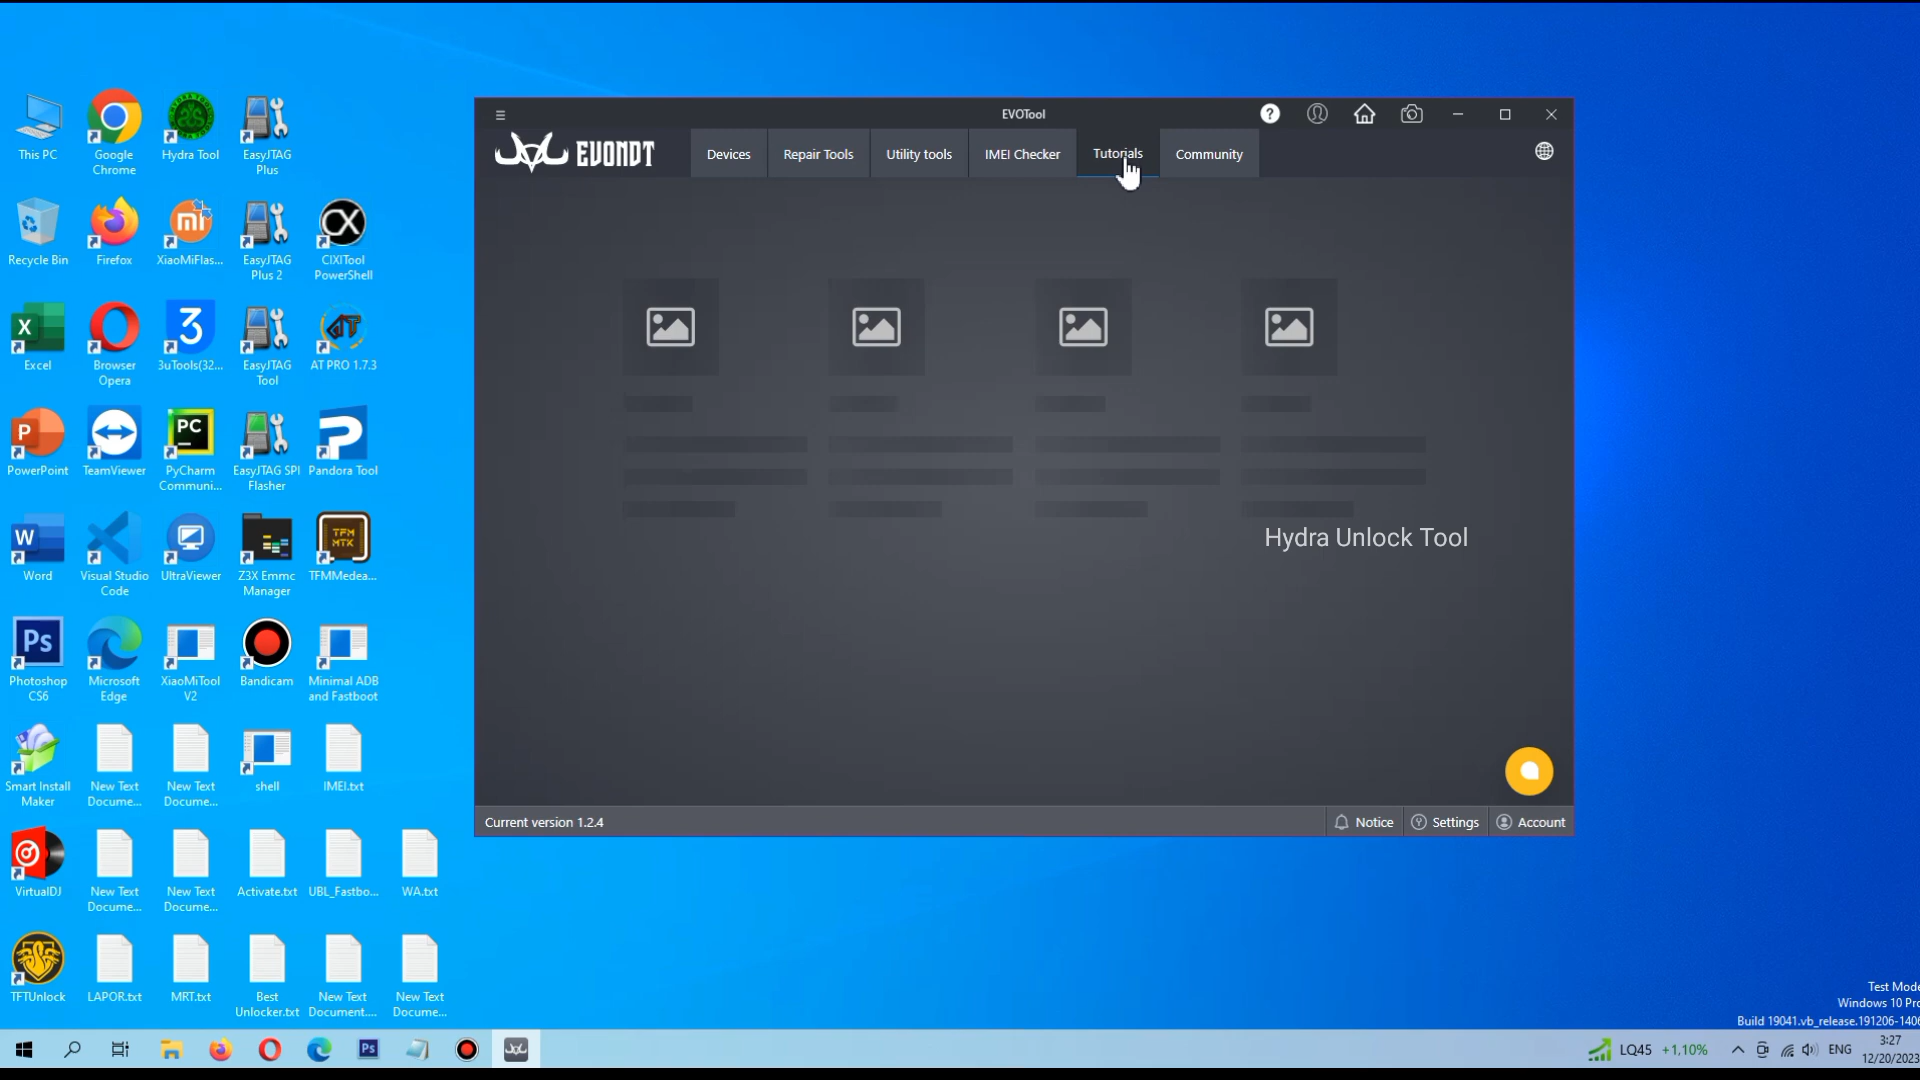 EVOTool
EVONDT
Devices
Repair Tools
Utility tools
IMEI Checker
Tutorials
Community
Hydra Unlock Tool
Current version 1.2.4
Notice
Settings
Account
This PC
Google
Chrome
Hydra Tool
EasyJTAG
Plus
Recycle Bin
Firefox
XiaoMiFlas...
EasyJTAG
Plus 2
CIXITool
PowerShell
Excel
Browser
Opera
3uTools(32...
EasyJTAG
Tool
AT PRO 1.7.3
PowerPoint
TeamViewer
PC
PyCharm
Communi...
EasyJTAG SPI
Flasher
Pandora Tool
Word
Visual Studio
Code
UltraViewer
Z3X Emmc
Manager
TFM
MTK
TFMMedea...
Ps
Photoshop
CS6
Microsoft
Edge
XiaoMiTool
V2
Bandicam
Minimal ADB
and Fastboot
Smart Install
Maker
New Text
Docume...
New Text
Docume...
shell
IMEI.txt
VirtualDJ
New Text
Docume...
New Text
Docume...
Activate.txt
UBL_Fastbo...
WA.txt
TFTUnlock
LAPOR.txt
MRT.txt
Best
Unlocker.txt
New Text
Document....
New Text
Docume...
Test Mode
Windows 10 Pro
Build 19041.vb_release.191206-1406
Ps
LQ45 +1,10%
ENG
3:27
12/20/2023